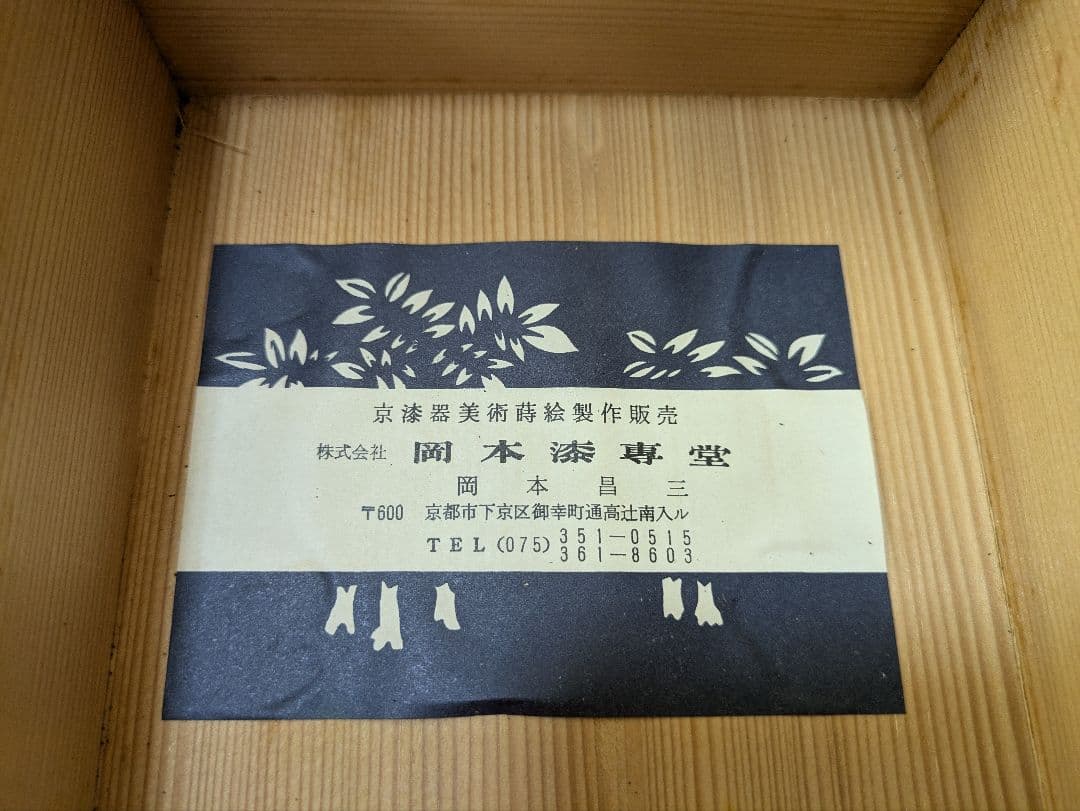 京漆器美術蒔絵製作販売
株式会社 岡本漆専堂
岡本昌三
〒600 京都市下京区御幸町通高辻南入ル
TEL (075) 351-0515
361-8603